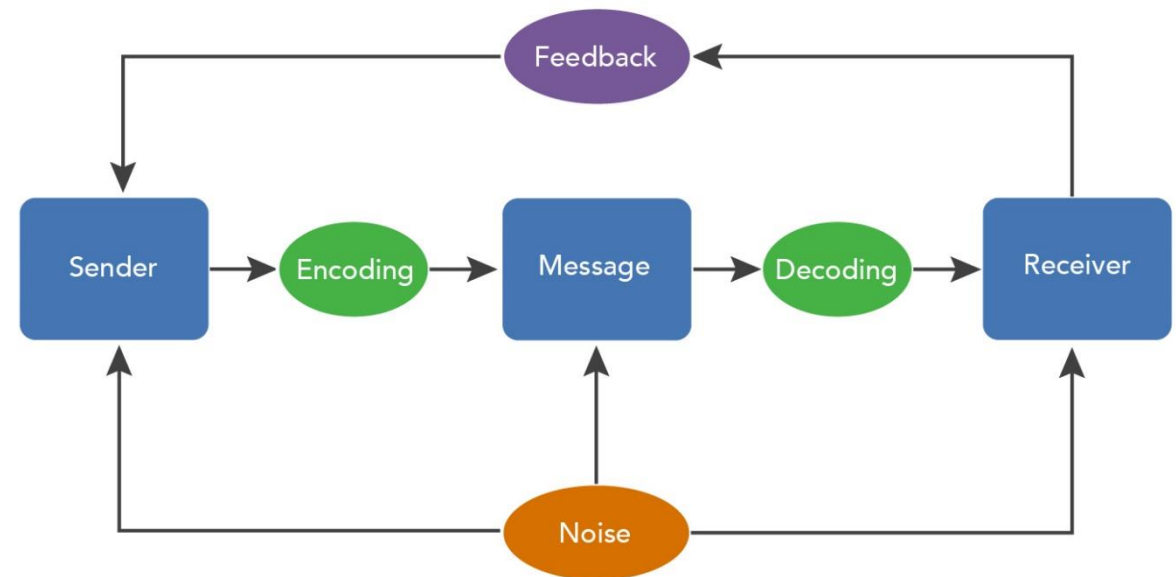 Feedback
Sender
Encoding
Message
Decoding
Receiver
Noise